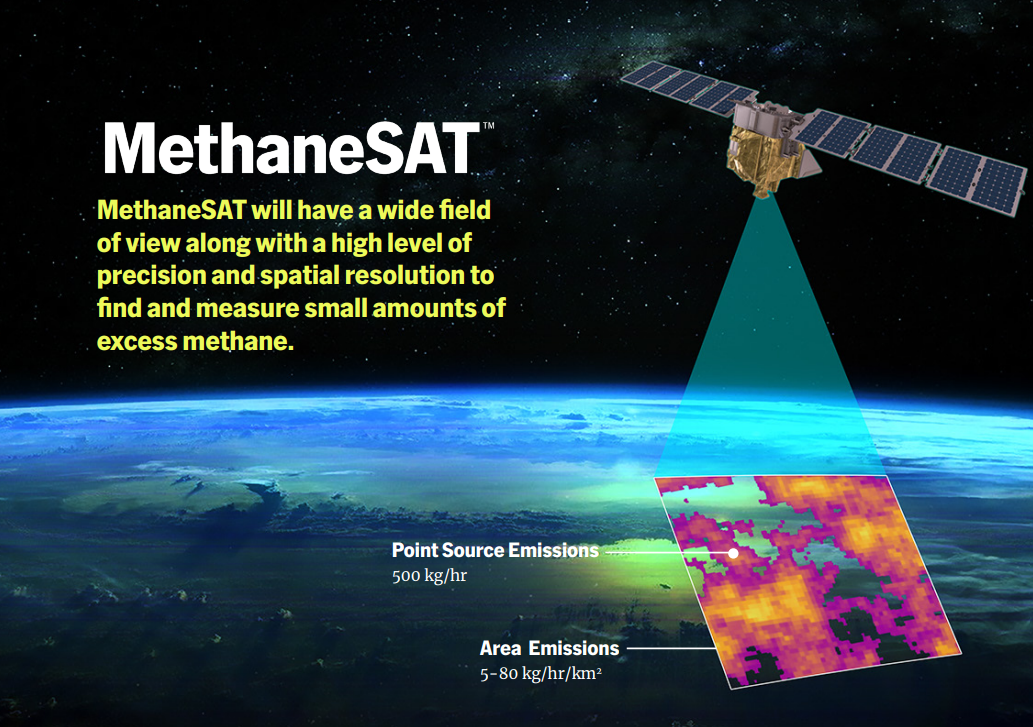 MethaneSAT™
MethaneSAT will have a wide field
of view along with a high level of
precision and spatial resolution to
find and measure small amounts of
excess methane.
Point Source Emissions
500 kg/hr
Area Emissions
5-80 kg/hr/km²